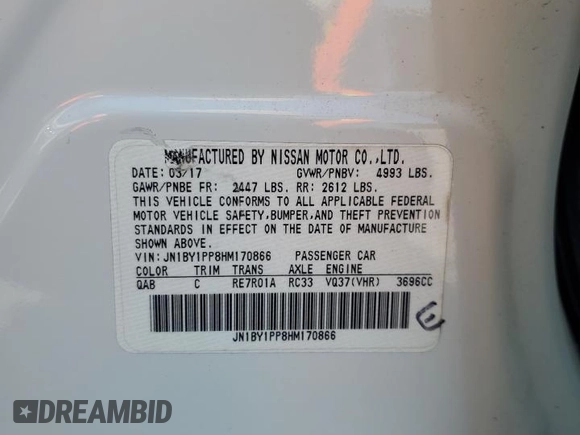 MANUFACTURED BY NISSAN MOTOR CO.,LTD.
DATE: 03/17 GVWR/PNBV: 4993 LBS.
GAWR/PNBE FR: 2447 LBS. RR: 2612 LBS.
THIS VEHICLE CONFORMS TO ALL APPLICABLE FEDERAL
MOTOR VEHICLE SAFETY,BUMPER,AND THEFT PREVENTION
STANDARDS IN EFFECT ON THE DATE OF MANUFACTURE
SHOWN ABOVE.
VIN: JN1BY1PP8HM170866 PASSENGER CAR
COLOR TRIM TRANS AXLE ENGINE
QAB C RE7R01A RC33 VQ37(VHR) 3696CC
JN1BY1PP8HM170866
DREAMBID